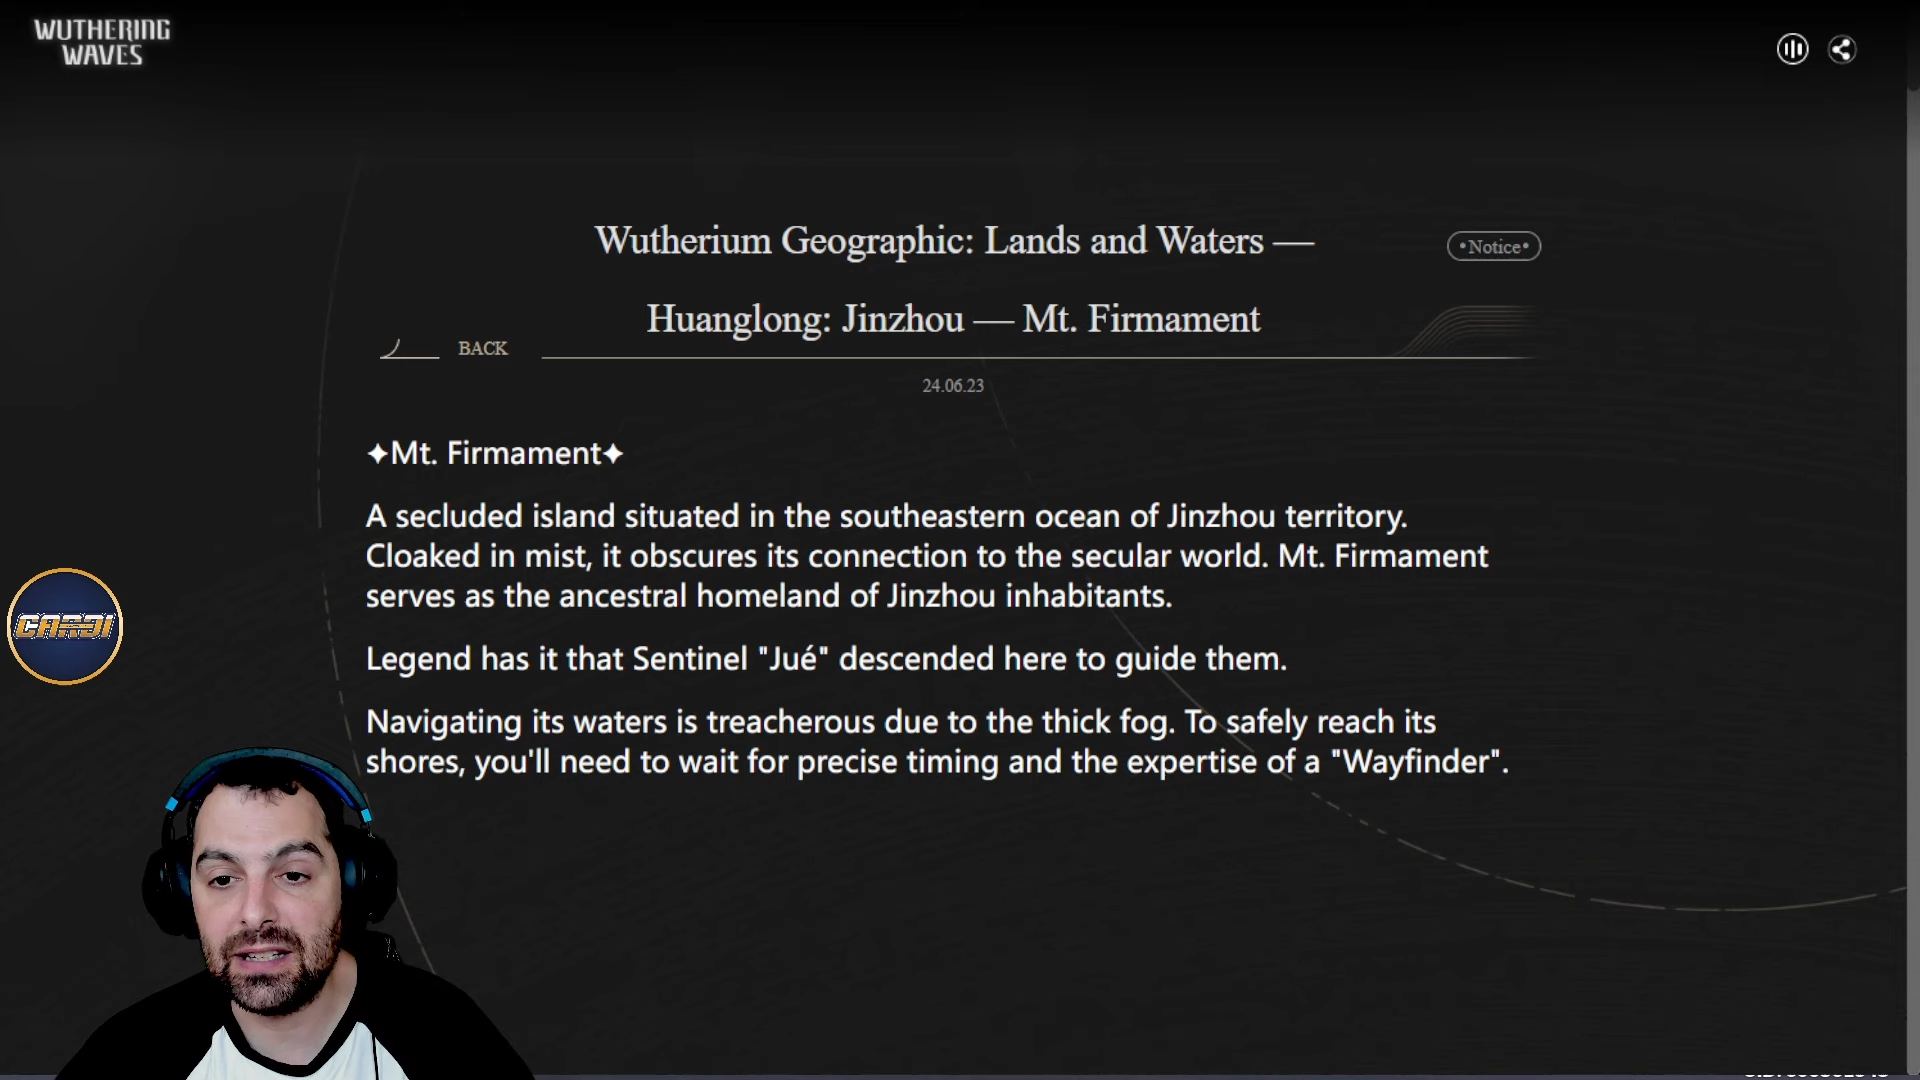 WUTHERING
WAVES
Wutherium Geographic: Lands and Waters —
•Notice•
Huanglong: Jinzhou — Mt. Firmament
BACK
24.06.23
✦Mt. Firmament✦
A secluded island situated in the southeastern ocean of Jinzhou territory.
Cloaked in mist, it obscures its connection to the secular world. Mt. Firmament
serves as the ancestral homeland of Jinzhou inhabitants.
CARDI
Legend has it that Sentinel "Jué" descended here to guide them.
Navigating its waters is treacherous due to the thick fog. To safely reach its
shores, you'll need to wait for precise timing and the expertise of a "Wayfinder".